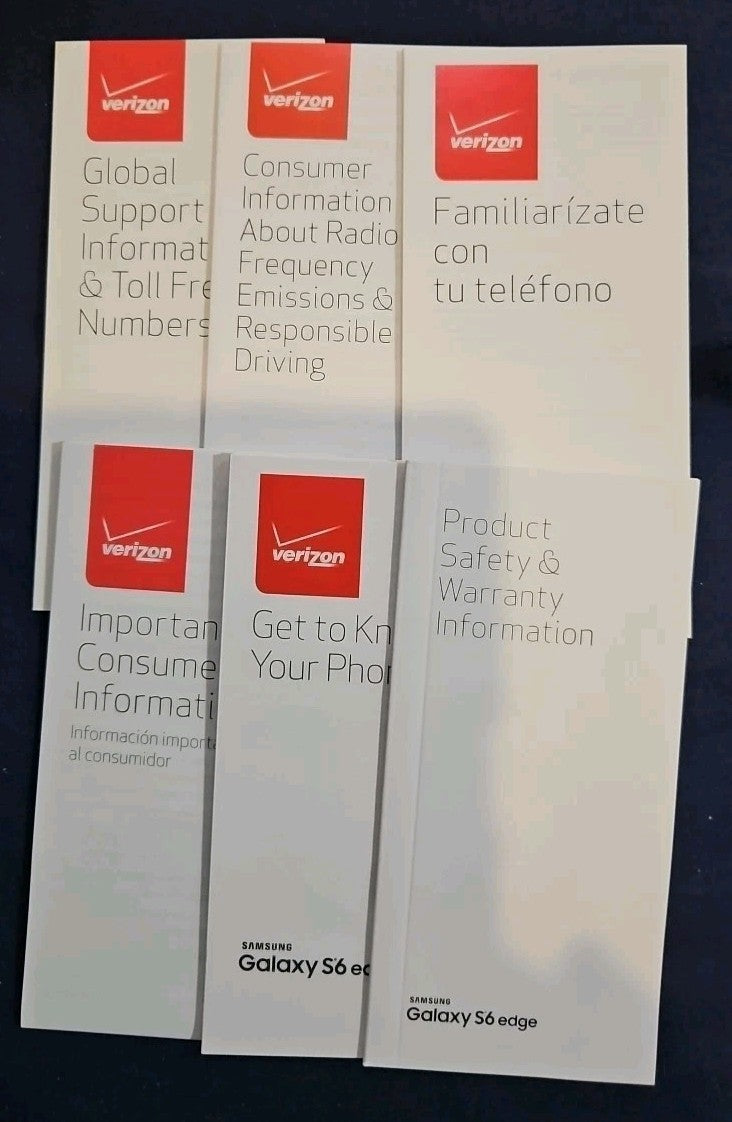 verizon
Global
Support
Informat
& Toll Fre
Numbers
verizon
Consumer
Information
About Radio
Frequency
Emissions &
Responsible
Driving
verizon
Familiarízate
con
tu teléfono
verizon
Importan
Consume
Informati
Información importa
al consumidor
verizon
Get to Kn
Your Phon
SAMSUNG
Galaxy S6 ed
Product
Safety &
Warranty
Information
SAMSUNG
Galaxy S6 edge